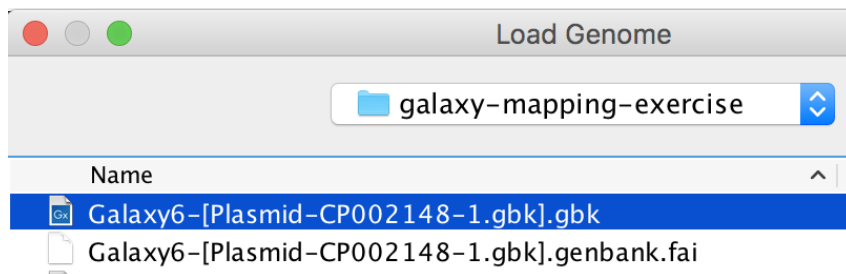 Load Genome
galaxy-mapping-exercise
Name
Galaxy6-[Plasmid-CP002148-1.gbk].gbk
Galaxy6-[Plasmid-CP002148-1.gbk].genbank.fai